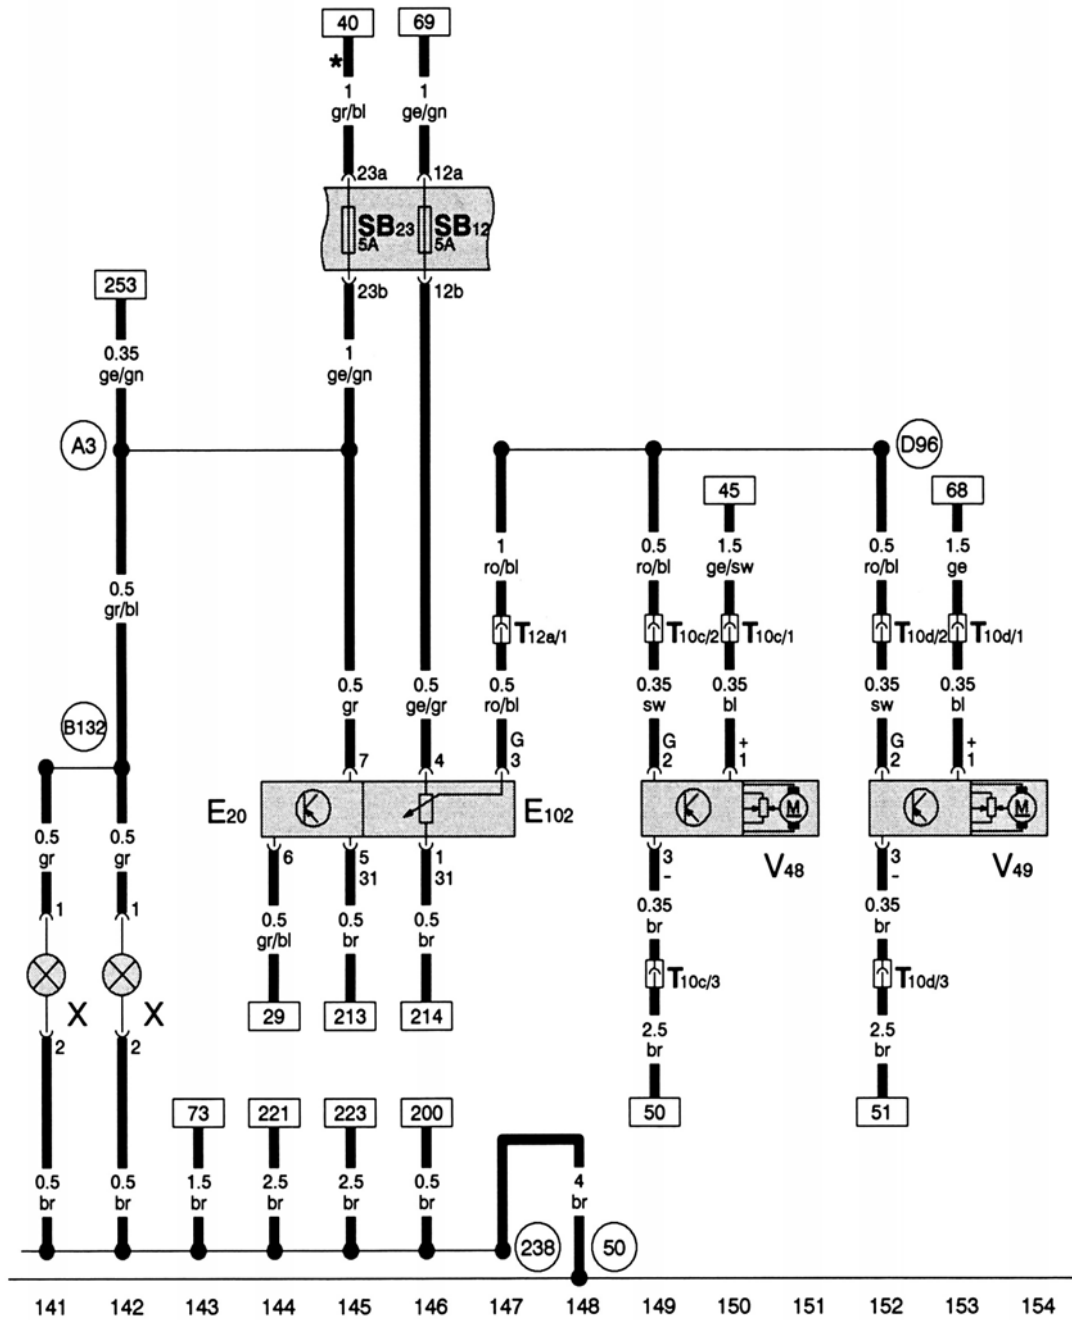 40 69
*
1 1
gr/bl ge/gn
23a 12a
SB23 SB12
5A 5A
253
23b 12b
0.35 1
ge/gn ge/gn
A3 D96
45 68
1 0.5 1.5 0.5 1.5
ro/bl ro/bl ge/sw ro/bl ge
0.5
gr/bl
T12a/1 T10c/2 T10c/1 T10d/2 T10d/1
0.5 0.5 0.5 0.35 0.35 0.35 0.35
gr ge/gr ro/bl sw bl sw bl
B132
G G + G +
7 4 3 2 1 2 1
E20 E102
M M
0.5 0.5
gr gr
6 5 1 3 3
31 31 - -
V48 V49
1 1
0.5 0.5 0.5 0.35 0.35
gr/bl br br br br
X X
T10c/3 T10d/3
29 213 214
2 2
2.5 2.5
br br
73 221 223 200 50 51
0.5 0.5 1.5 2.5 2.5 0.5 4
br br br br br br br
238 50
141 142 143 144 145 146 147 148 149 150 151 152 153 154